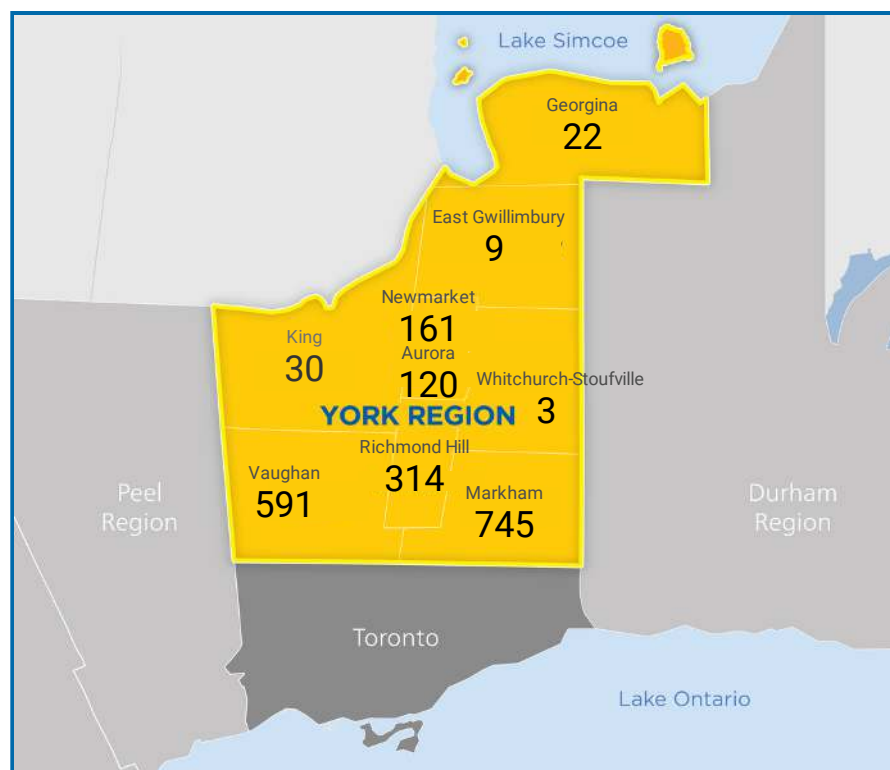 Lake Simcoe
Georgina
22
East Gwillimbury
9
Newmarket
161
King
30
Aurora
120
Whitchurch-Stoufville
3
YORK REGION
Richmond Hill
314
Vaughan
591
Markham
745
Peel
Region
Durham
Region
Toronto
Lake Ontario